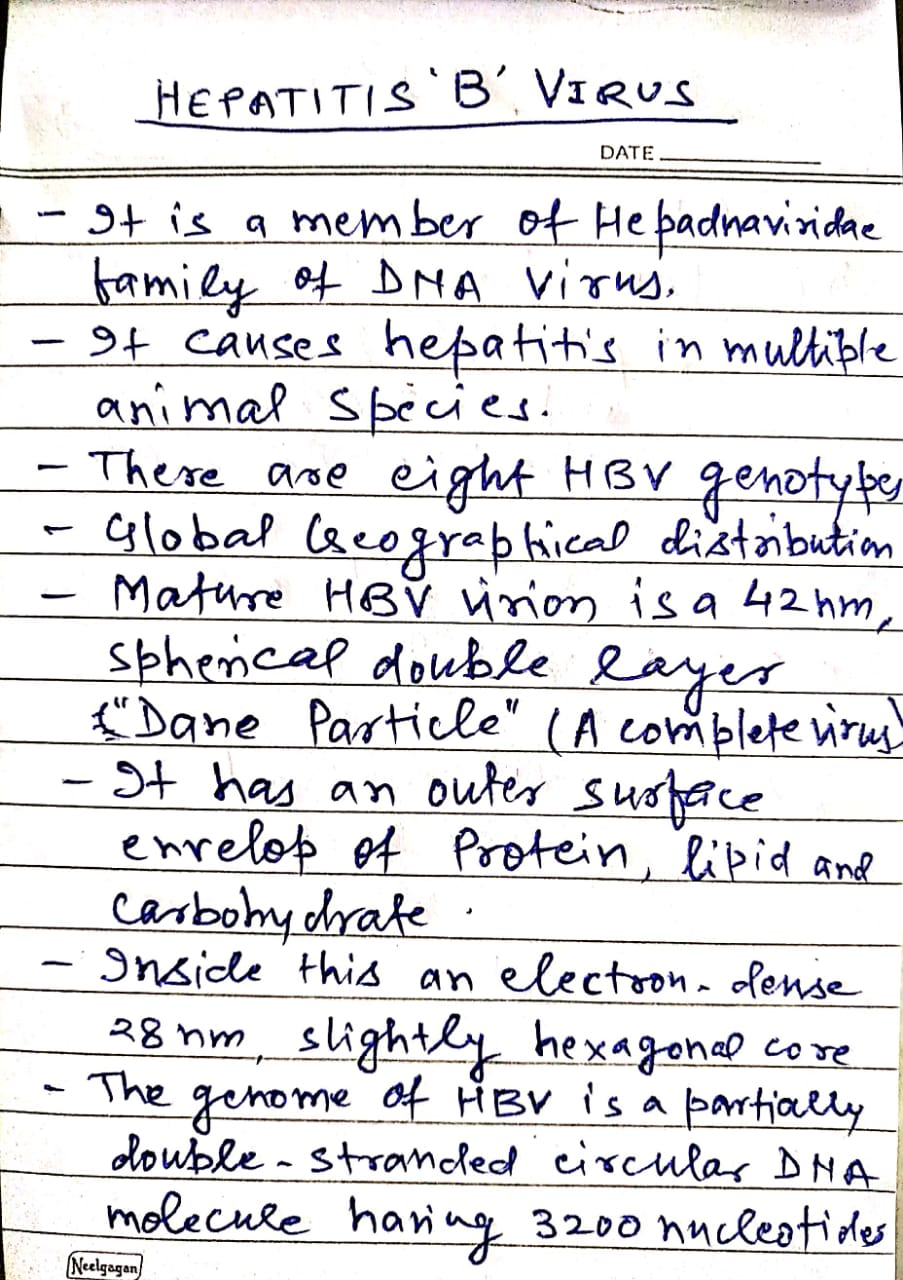 HEPATITIS 'B' VIRUS
DATE
- It is a member of Hepadnaviridae
family of DNA Virus.
- It causes hepatitis in multiple
animal species.
- There are eight HBV genotypes
- Global Geographical distribution
- Mature HBV virion is a 42nm,
spherical double layer
"Dane Particle" (A complete virus)
- It has an outer surface
envelop of Protein, lipid and
Carbohydrate.
- Inside this an electron-dense
28 nm, slightly hexagonal core
- The genome of HBV is a partially
double-stranded circular DNA
molecule having 3200 nucleotides
Neelgagan